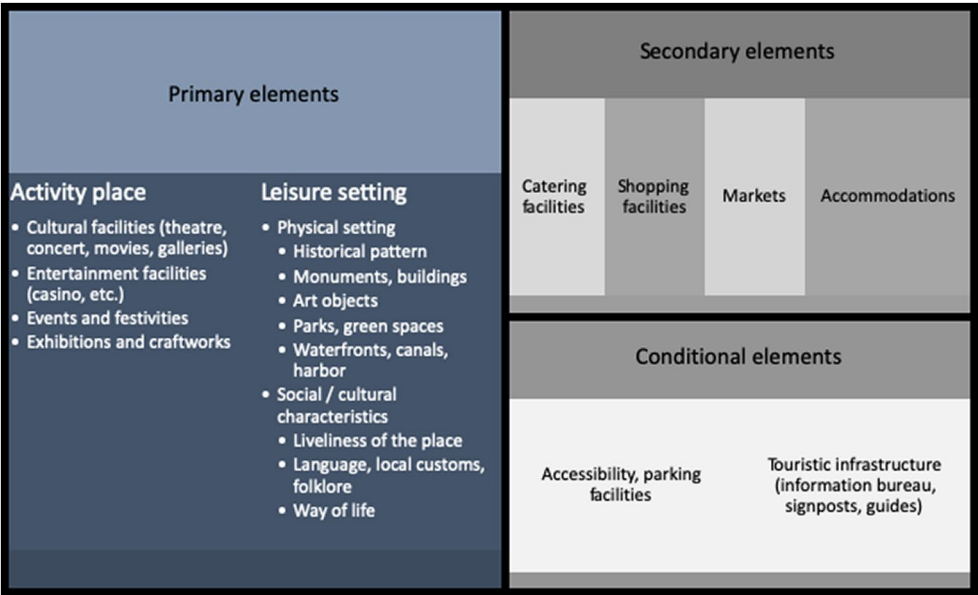 Primary elements
Activity place
• Cultural facilities (theatre,
concert, movies, galleries)
• Entertainment facilities
(casino, etc.)
• Events and festivities
• Exhibitions and craftworks
Leisure setting
• Physical setting
• Historical pattern
• Monuments, buildings
• Art objects
• Parks, green spaces
• Waterfronts, canals,
harbor
• Social / cultural
characteristics
• Liveliness of the place
• Language, local customs,
folklore
• Way of life
Secondary elements
Catering
facilities
Shopping
facilities
Markets
Accommodations
Conditional elements
Accessibility, parking
facilities
Touristic infrastructure
(information bureau,
signposts, guides)